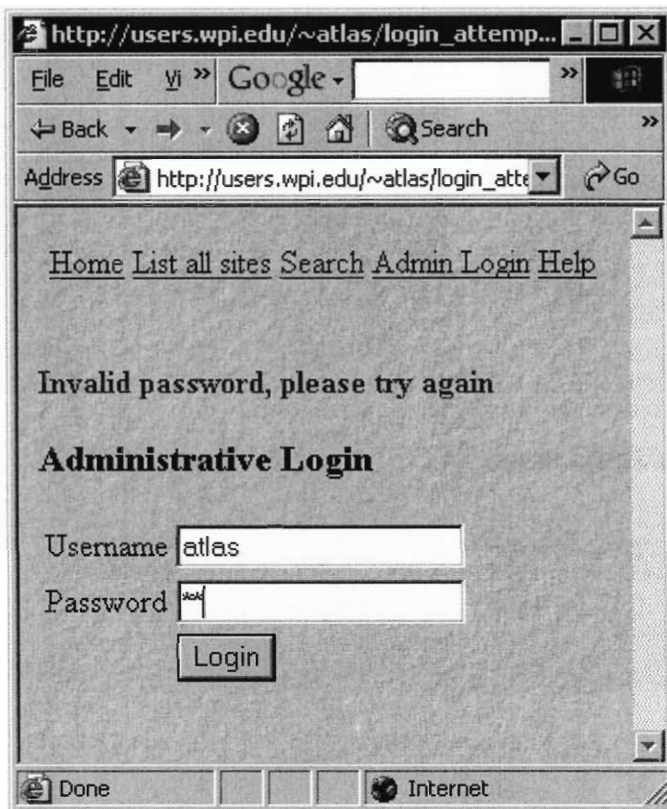 http://users.wpi.edu/~atlas/login_attemp...
File Edit Vi » Google »
Back Search »
Address http://users.wpi.edu/~atlas/login_atte Go
Home List all sites Search Admin Login Help
Invalid password, please try again
Administrative Login
Username atlas
Password **
Login
Done Internet